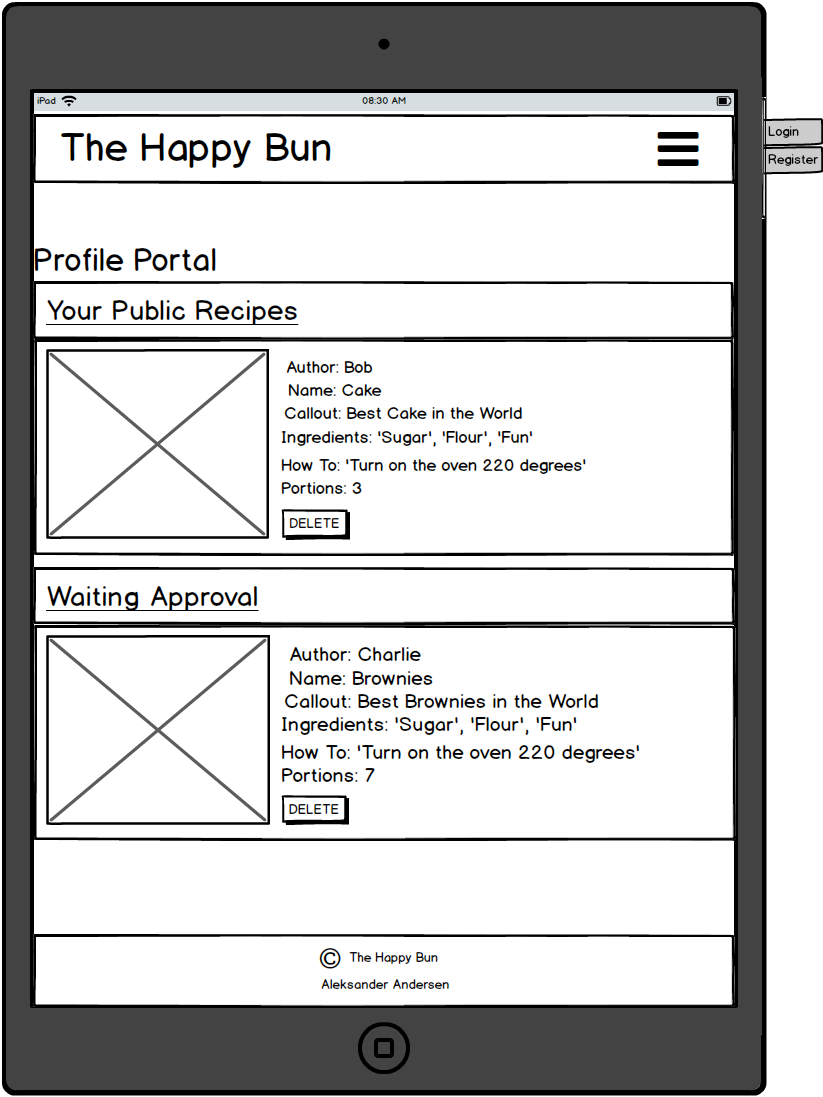 iPad 08:30 AM
The Happy Bun
Login
Register
Profile Portal
Your Public Recipes
Author: Bob
Name: Cake
Callout: Best Cake in the World
Ingredients: 'Sugar', 'Flour', 'Fun'
How To: 'Turn on the oven 220 degrees'
Portions: 3
DELETE
Waiting Approval
Author: Charlie
Name: Brownies
Callout: Best Brownies in the World
Ingredients: 'Sugar', 'Flour', 'Fun'
How To: 'Turn on the oven 220 degrees'
Portions: 7
DELETE
© The Happy Bun
Aleksander Andersen